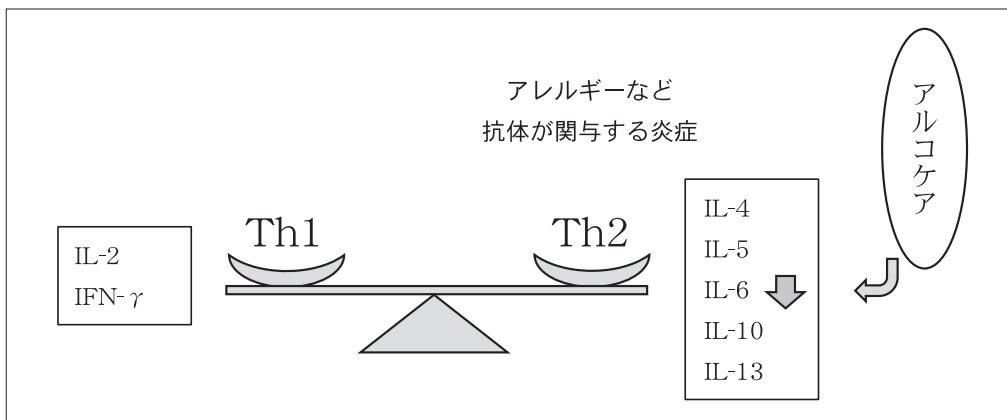 アレルギーなど
抗体が関与する炎症
アルコケア
Th1
Th2
IL-2
IFN-γ
IL-4
IL-5
IL-6
IL-10
IL-13